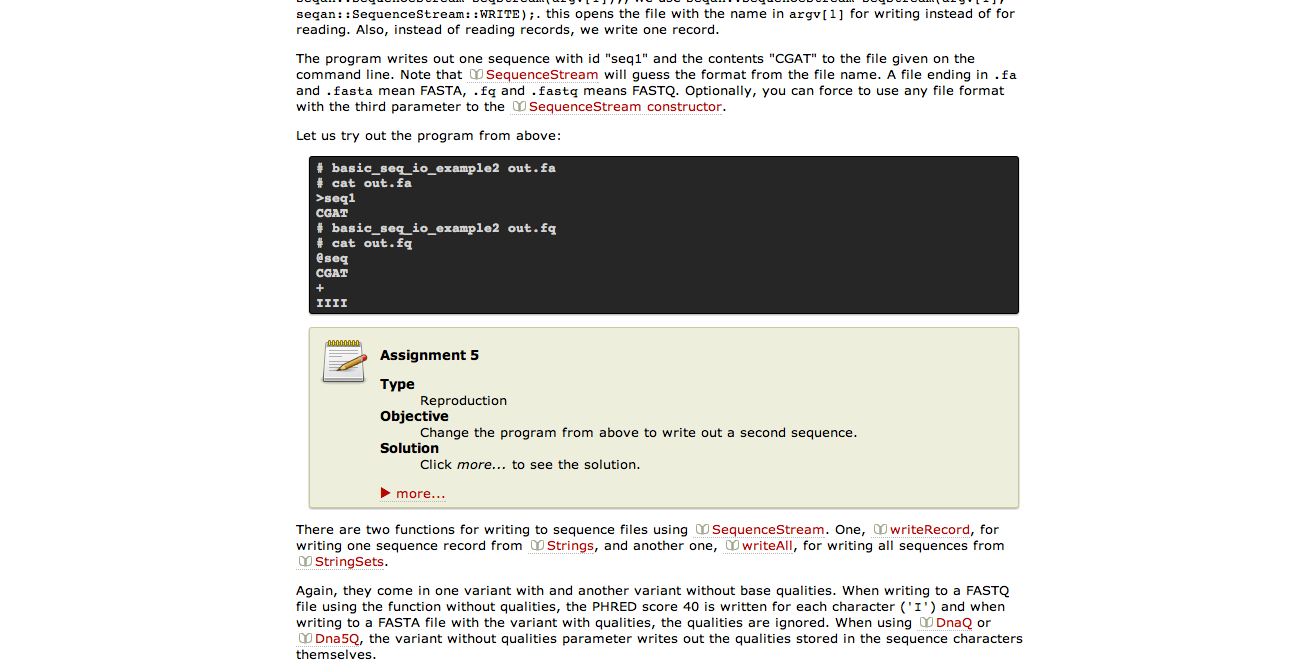 seqan::SequenceStream::WRITE);. this opens the file with the name in argv[1] for writing instead of for
reading. Also, instead of reading records, we write one record.
The program writes out one sequence with id "seq1" and the contents "CGAT" to the file given on the
command line. Note that SequenceStream will guess the format from the file name. A file ending in .fa
and .fasta mean FASTA, .fq and .fastq means FASTQ. Optionally, you can force to use any file format
with the third parameter to the SequenceStream constructor.
Let us try out the program from above:
# basic_seq_io_example2 out.fa
# cat out.fa
>seq1
CGAT
# basic_seq_io_example2 out.fq
# cat out.fq
@seq
CGAT
+
IIII
Assignment 5
Type
Reproduction
Objective
Change the program from above to write out a second sequence.
Solution
Click more... to see the solution.
more...
There are two functions for writing to sequence files using SequenceStream. One, writeRecord, for
writing one sequence record from Strings, and another one, writeAll, for writing all sequences from
StringSets.
Again, they come in one variant with and another variant without base qualities. When writing to a FASTQ
file using the function without qualities, the PHRED score 40 is written for each character ('I') and when
writing to a FASTA file with the variant with qualities, the qualities are ignored. When using DnaQ or
Dna5Q, the variant without qualities parameter writes out the qualities stored in the sequence characters
themselves.